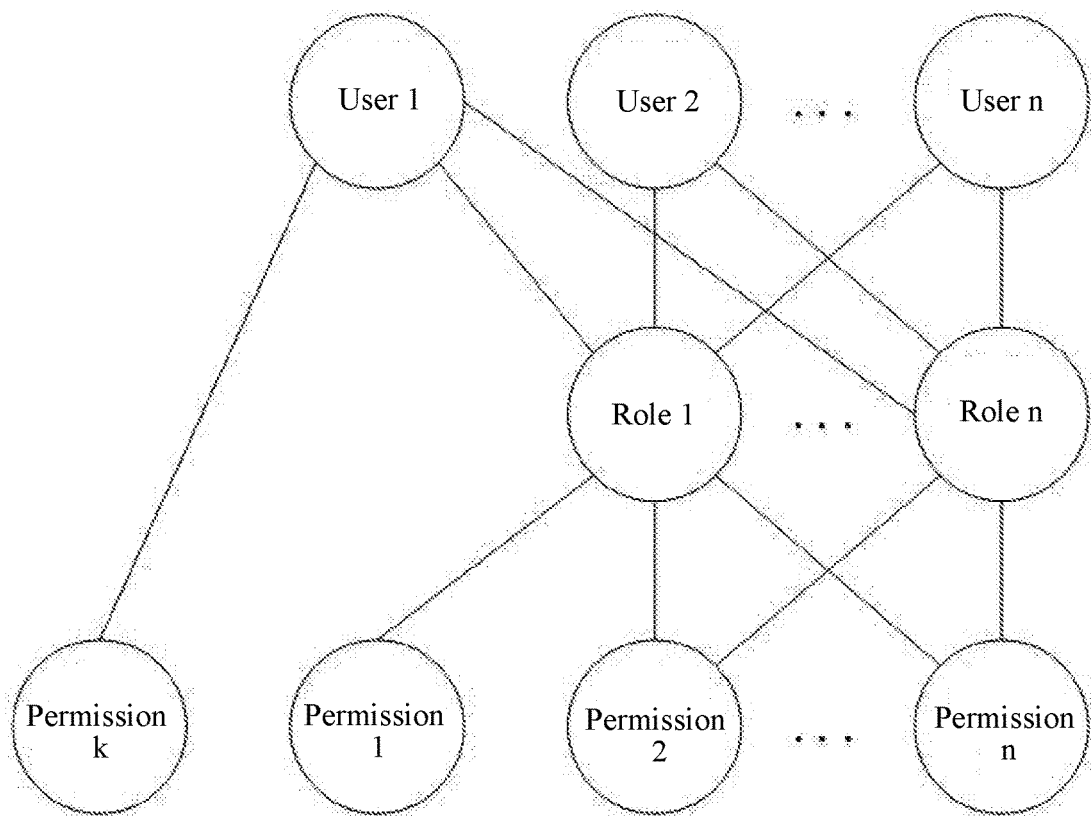 User 1
User 2
. . .
User n
Role 1
. . .
Role n
Permission
k
Permission
1
Permission
2
. . .
Permission
n